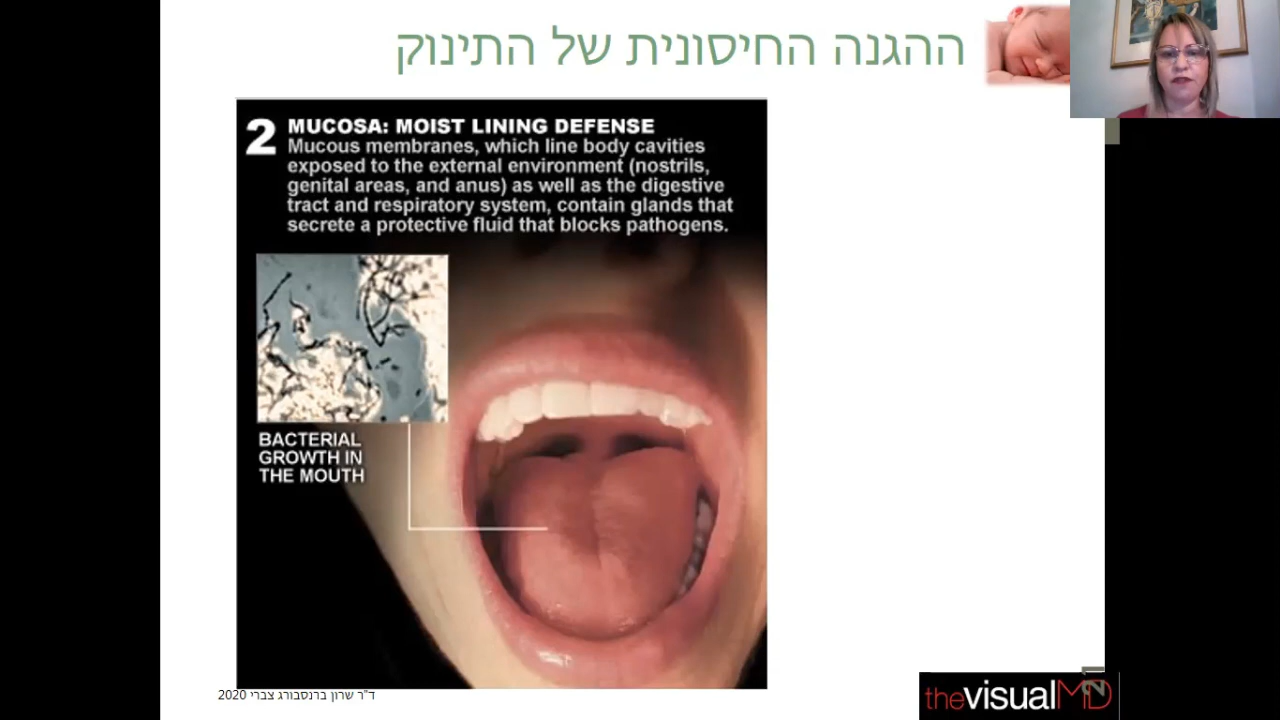 ההגנה החיסונית של התינוק
2 MUCOSA: MOIST LINING DEFENSE
Mucous membranes, which line body cavities
exposed to the external environment (nostrils,
genital areas, and anus) as well as the digestive
tract and respiratory system, contain glands that
secrete a protective fluid that blocks pathogens.
BACTERIAL
GROWTH IN
THE MOUTH
ד"ר שרון ברנסבורג צברי 2020
thevisualMD